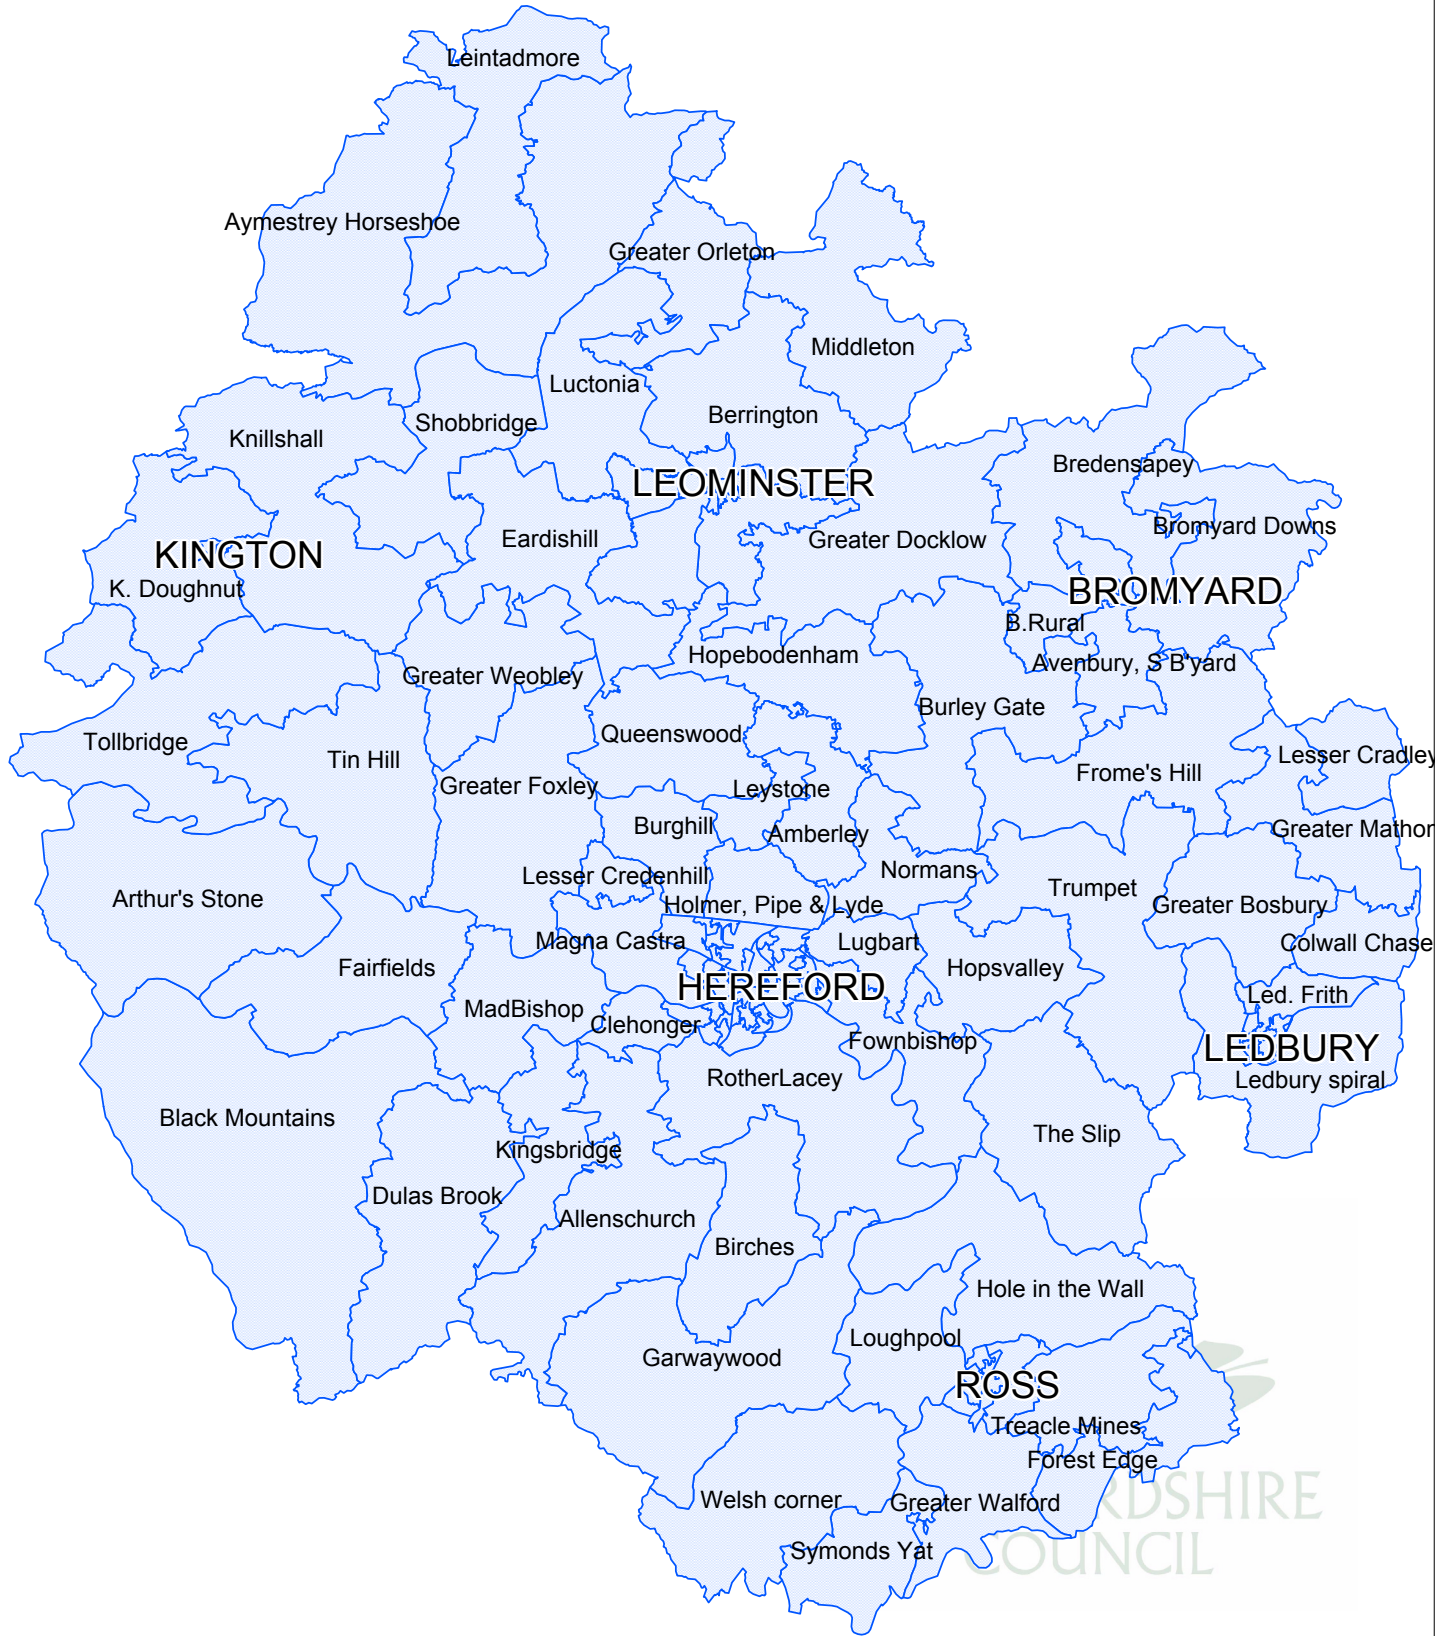 Leintadmore
Aymestrey Horseshoe
Greater Orleton
Middleton
Luctonia
Berrington
Shobbridge
Knillshall
Bredensapey
LEOMINSTER
Bromyard Downs
Eardishill
Greater Docklow
KINGTON
K. Doughnut
BROMYARD
B.Rural
Avenbury, S B'yard
Hopebodenham
Greater Weobley
Burley Gate
Queenswood
Tollbridge
Tin Hill
Lesser Cradley
Frome's Hill
Greater Foxley
Leystone
Burghill
Amberley
Greater Mathon
Normans
Lesser Credenhill
Trumpet
Arthur's Stone
Holmer, Pipe & Lyde
Greater Bosbury
Magna Castra
Lugbart
Colwall Chase
Fairfields
Hopsvalley
HEREFORD
Led. Frith
MadBishop
Clehonger
Fownbishop
LEDBURY
RotherLacey
Ledbury spiral
Black Mountains
The Slip
Kingsbridge
Dulas Brook
Allenschurch
Birches
Hole in the Wall
Loughpool
Garwaywood
ROSS
Treacle Mines
Forest Edge
Welsh corner
Greater Walford
RDSHIRE
Symonds Yat
COUNCIL